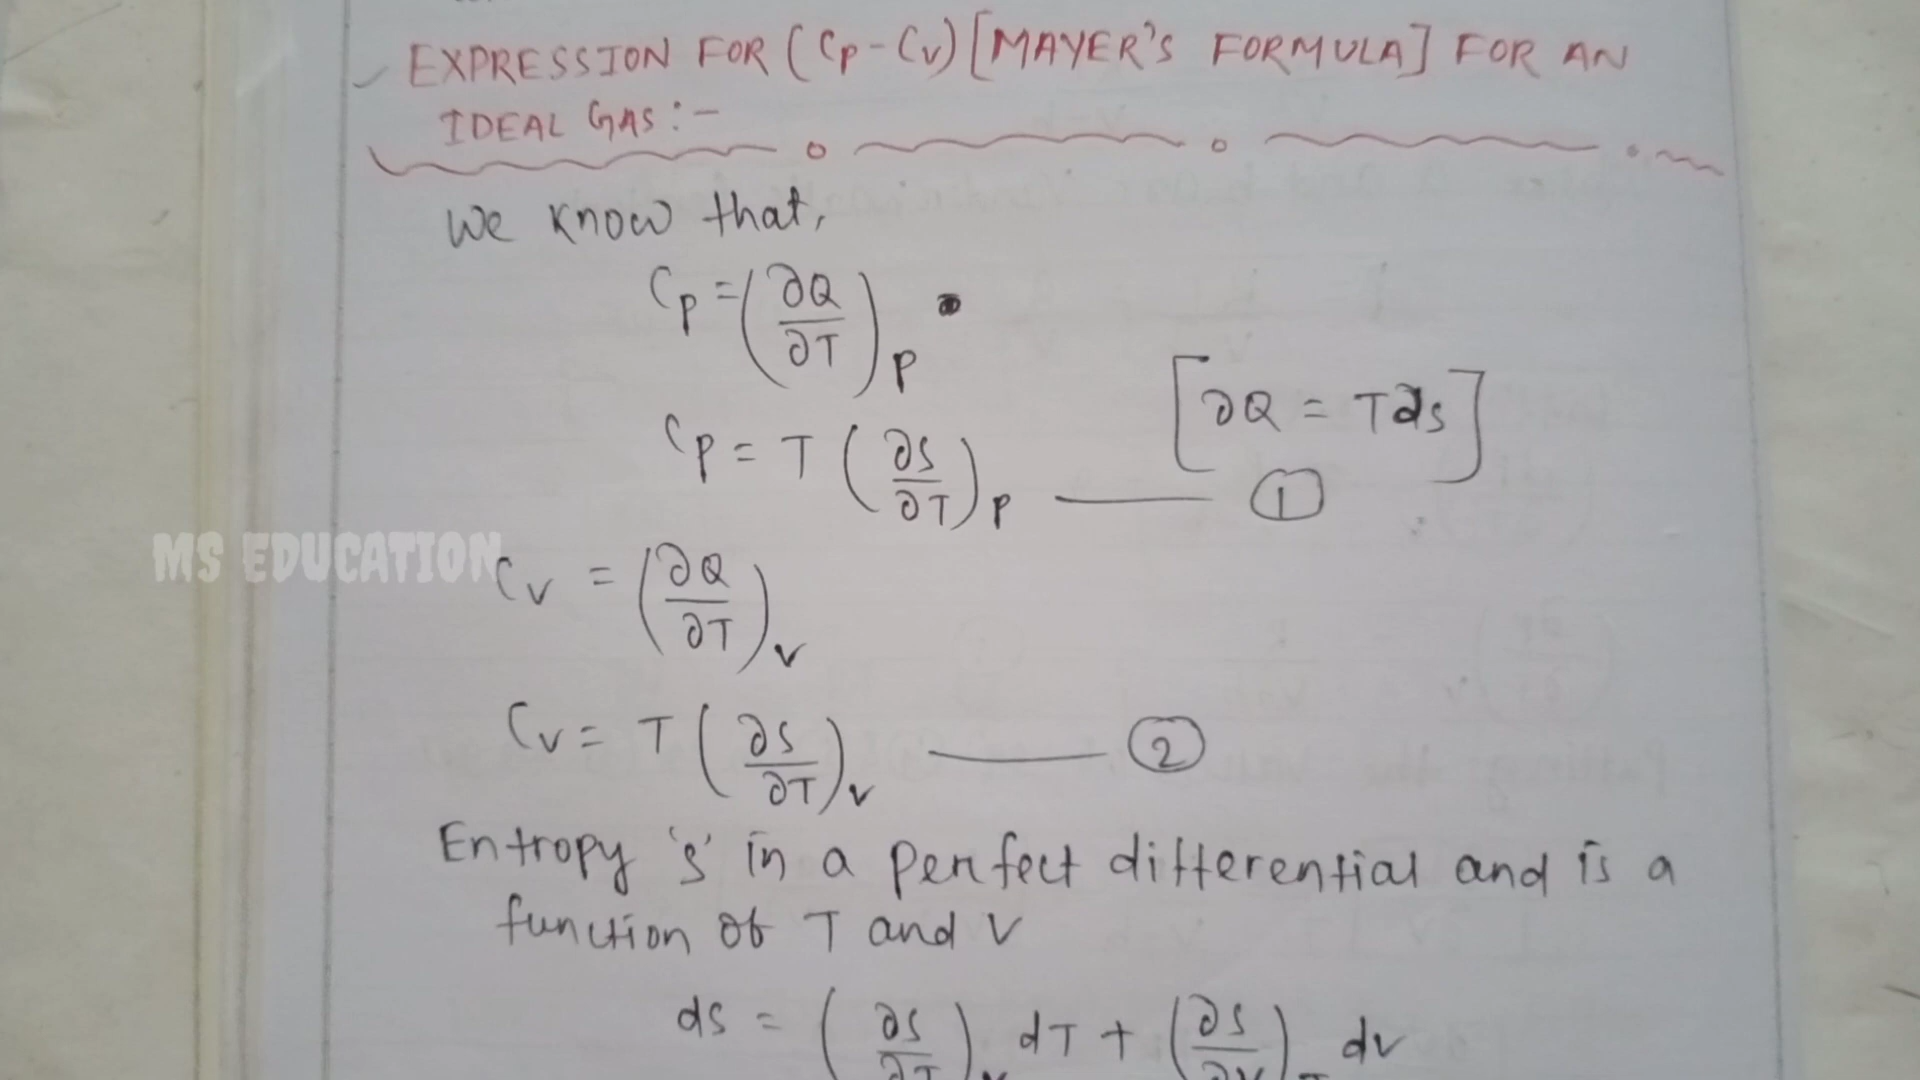 EXPRESSION FOR (Cp - Cv) [MAYER'S FORMULA] FOR AN
IDEAL GAS :-
We know that,
Cp = (∂Q/∂T)p
[∂Q = T∂s]
Cp = T (∂S/∂T)p —— ①
MS EDUCATION
Cv = (∂Q/∂T)v
Cv = T (∂S/∂T)v —— ②
Entropy 's' in a perfect differential and is a
function of T and V
ds = (∂S/∂T)v dT + (∂S/∂V)T dv